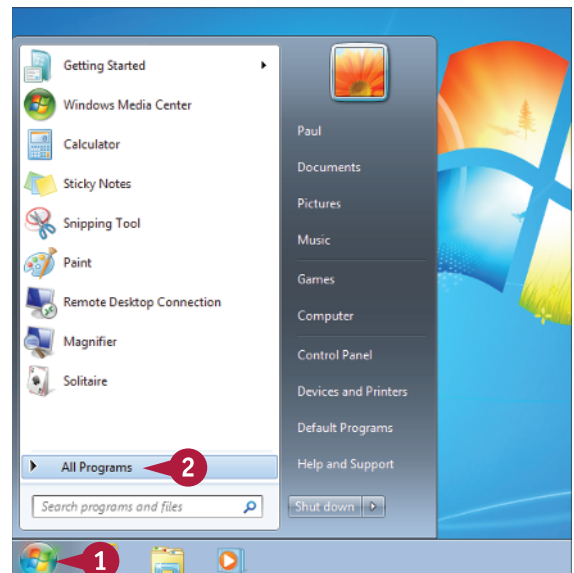 Getting Started
Windows Media Center
Calculator
Sticky Notes
Snipping Tool
Paint
Remote Desktop Connection
Magnifier
Solitaire
All Programs
2
Search programs and files
1
Paul
Documents
Pictures
Music
Games
Computer
Control Panel
Devices and Printers
Default Programs
Help and Support
Shut down